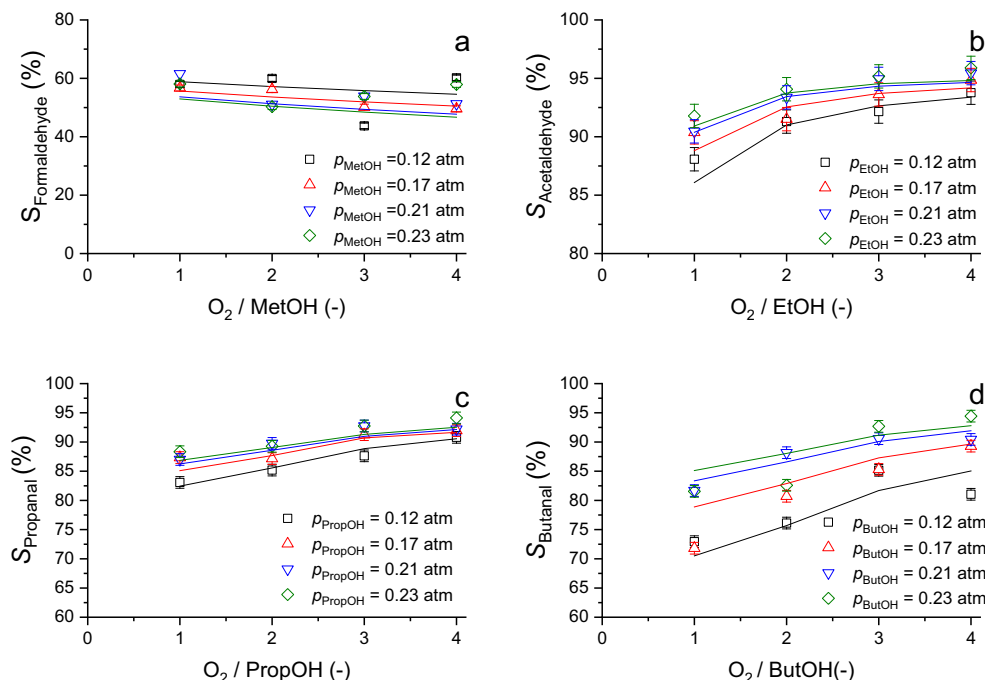 a
S_Formaldehyde (%)
80
60
40
20
0
p_MetOH =0.12 atm
p_MetOH =0.17 atm
p_MetOH =0.21 atm
p_MetOH =0.23 atm
0 1 2 3 4
O₂ / MetOH (-)
b
S_Acetaldehyde (%)
100
95
90
85
80
p_EtOH = 0.12 atm
p_EtOH = 0.17 atm
p_EtOH = 0.21 atm
p_EtOH = 0.23 atm
0 1 2 3 4
O₂ / EtOH (-)
c
S_Propanal (%)
100
95
90
85
80
75
70
65
60
p_PropOH = 0.12 atm
p_PropOH = 0.17 atm
p_PropOH = 0.21 atm
p_PropOH = 0.23 atm
0 1 2 3 4
O₂ / PropOH (-)
d
S_Butanal (%)
100
95
90
85
80
75
70
65
60
p_ButOH = 0.12 atm
p_ButOH = 0.17 atm
p_ButOH = 0.21 atm
p_ButOH = 0.23 atm
0 1 2 3 4
O₂ / ButOH(-)